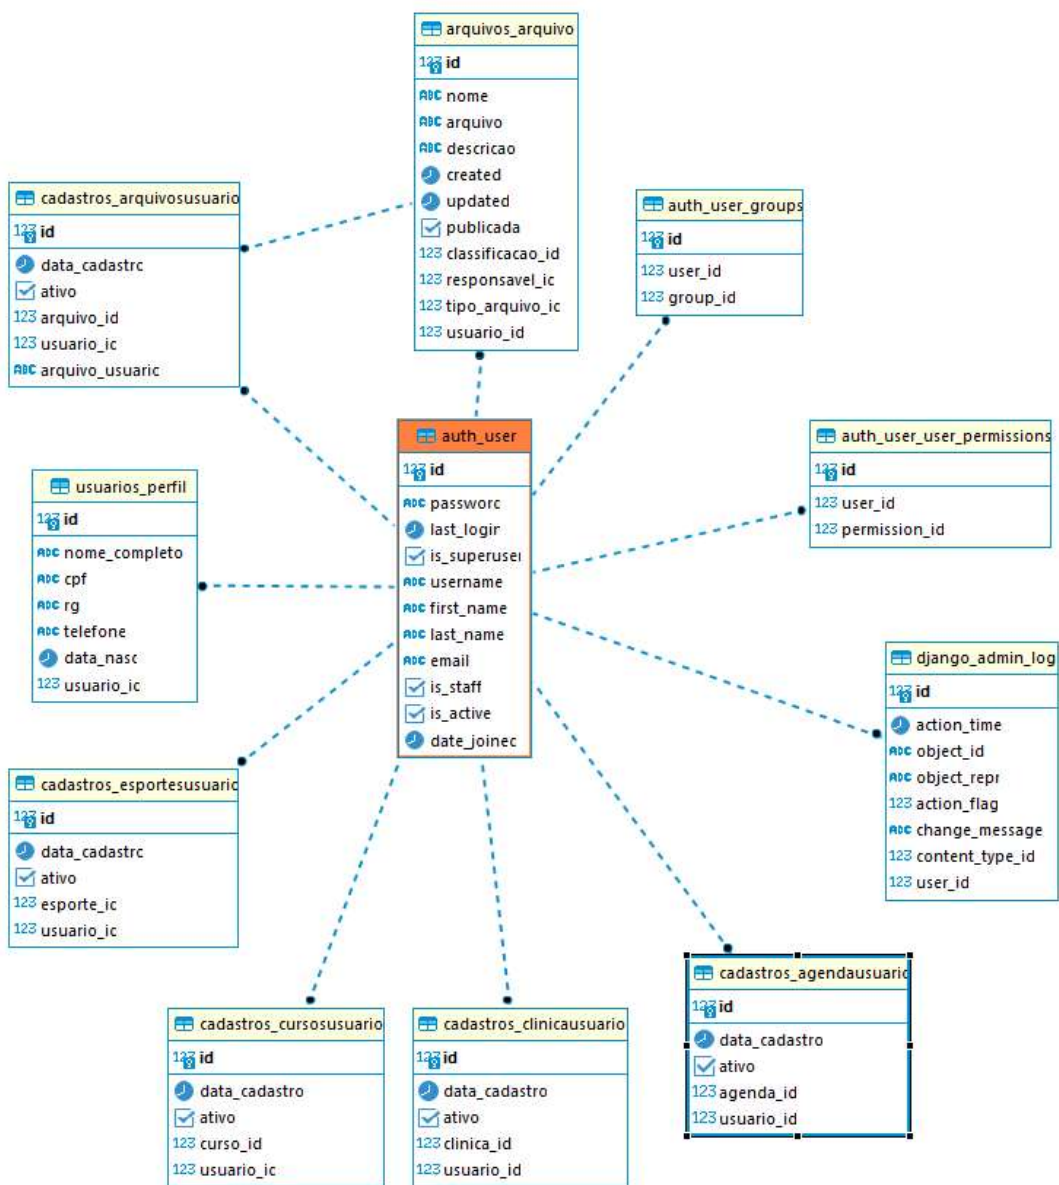 arquivos_arquivo
id
nome
arquivo
descricao
created
updated
publicada
classificacao_id
responsavel_ic
tipo_arquivo_ic
usuario_id
cadastros_arquivosusuario
id
data_cadastrc
ativo
arquivo_id
usuario_ic
arquivo_usuaric
auth_user_groups
id
user_id
group_id
auth_user
id
passworc
last_logir
is_superuser
username
first_name
last_name
email
is_staff
is_active
date_joinec
auth_user_user_permissions
id
user_id
permission_id
usuarios_perfil
id
nome_completo
cpf
rg
telefone
data_nasc
usuario_ic
django_admin_log
id
action_time
object_id
object_repr
action_flag
change_message
content_type_id
user_id
cadastros_esportesusuaric
id
data_cadastrc
ativo
esporte_ic
usuario_ic
cadastros_agendausuaric
id
data_cadastro
ativo
agenda_id
usuario_id
cadastros_cursosusuario
id
data_cadastro
ativo
curso_id
usuario_ic
cadastros_clinicausuario
id
data_cadastro
ativo
clinica_id
usuario_id